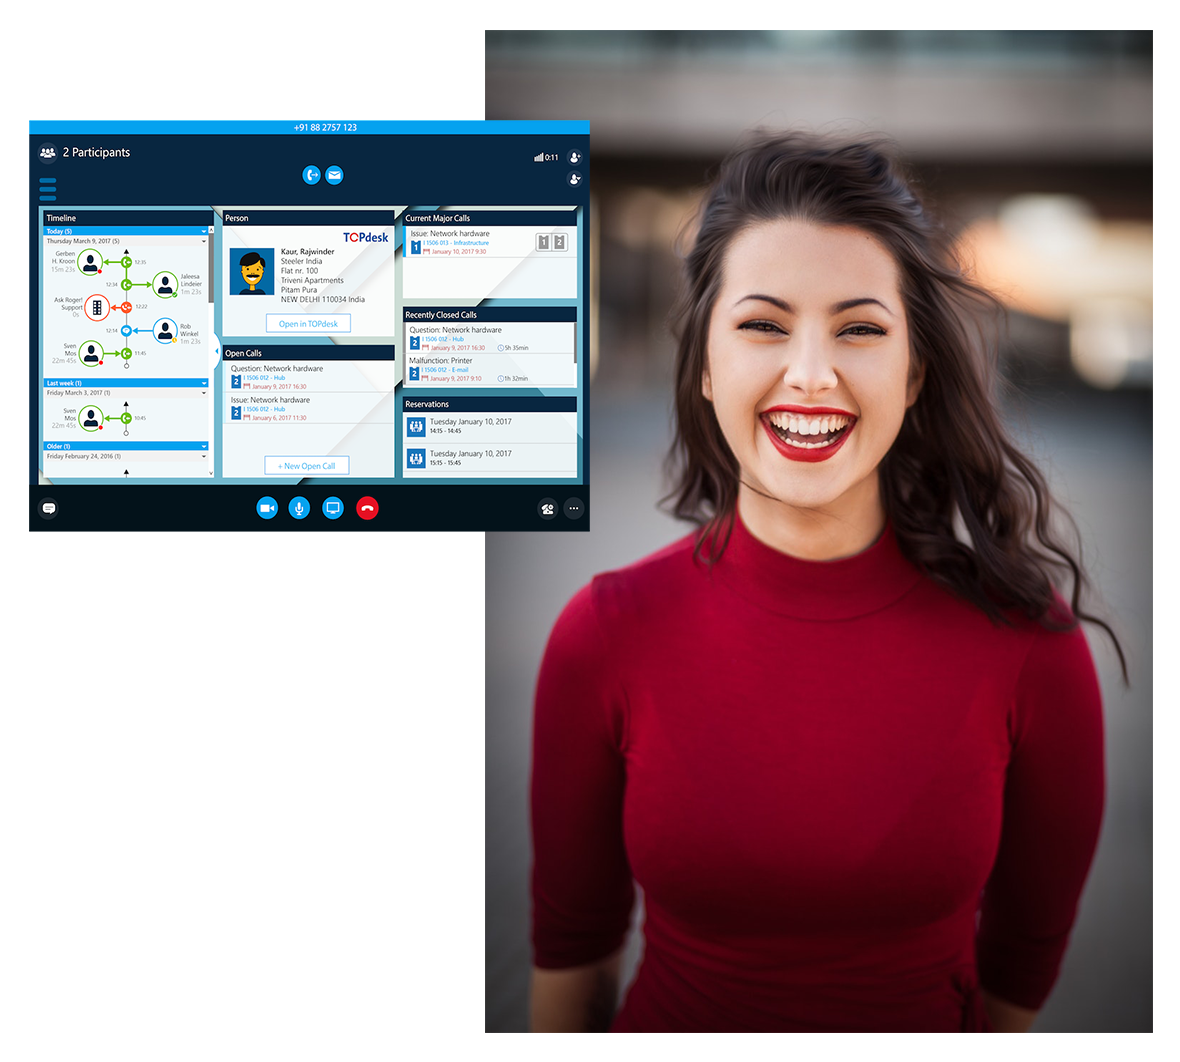 +91 88 2757 123
2 Participants
0:11
Timeline
Today (5)
Thursday March 9, 2017 (5)
Gerben
H. Kroon
15m 23s
12:35
12:34
Jaleesa
Lindeier
1m 23s
Ask Roger!
Support
0s
12:22
12:14
Rob
Winkel
1m 23s
Sven
Mos
22m 45s
11:45
Last week (1)
Friday March 3, 2017 (1)
Sven
Mos
22m 45s
10:45
Older (1)
Friday February 24, 2016 (1)
Person
TOPdesk
Kaur, Rajwinder
Steeler India
Flat nr. 100
Triveni Apartments
Pitam Pura
NEW DELHI 110034 India
Open in TOPdesk
Open Calls
Question: Network hardware
2
I 1506 012 - Hub
January 9, 2017 16:30
Issue: Network hardware
2
I 1506 012 - Hub
January 6, 2017 11:30
+ New Open Call
Current Major Calls
Issue: Network hardware
1
I 1506 013 - Infrastructure
January 10, 2017 9:30
1 2
Recently Closed Calls
Question: Network hardware
2
I 1506 012 - Hub
January 9, 2017 16:30
5h 35min
Malfunction: Printer
2
I 1506 012 - E-mail
January 9, 2017 9:10
1h 32min
Reservations
Tuesday January 10, 2017
14:15 - 14:45
Tuesday January 10, 2017
15:15 - 15:45